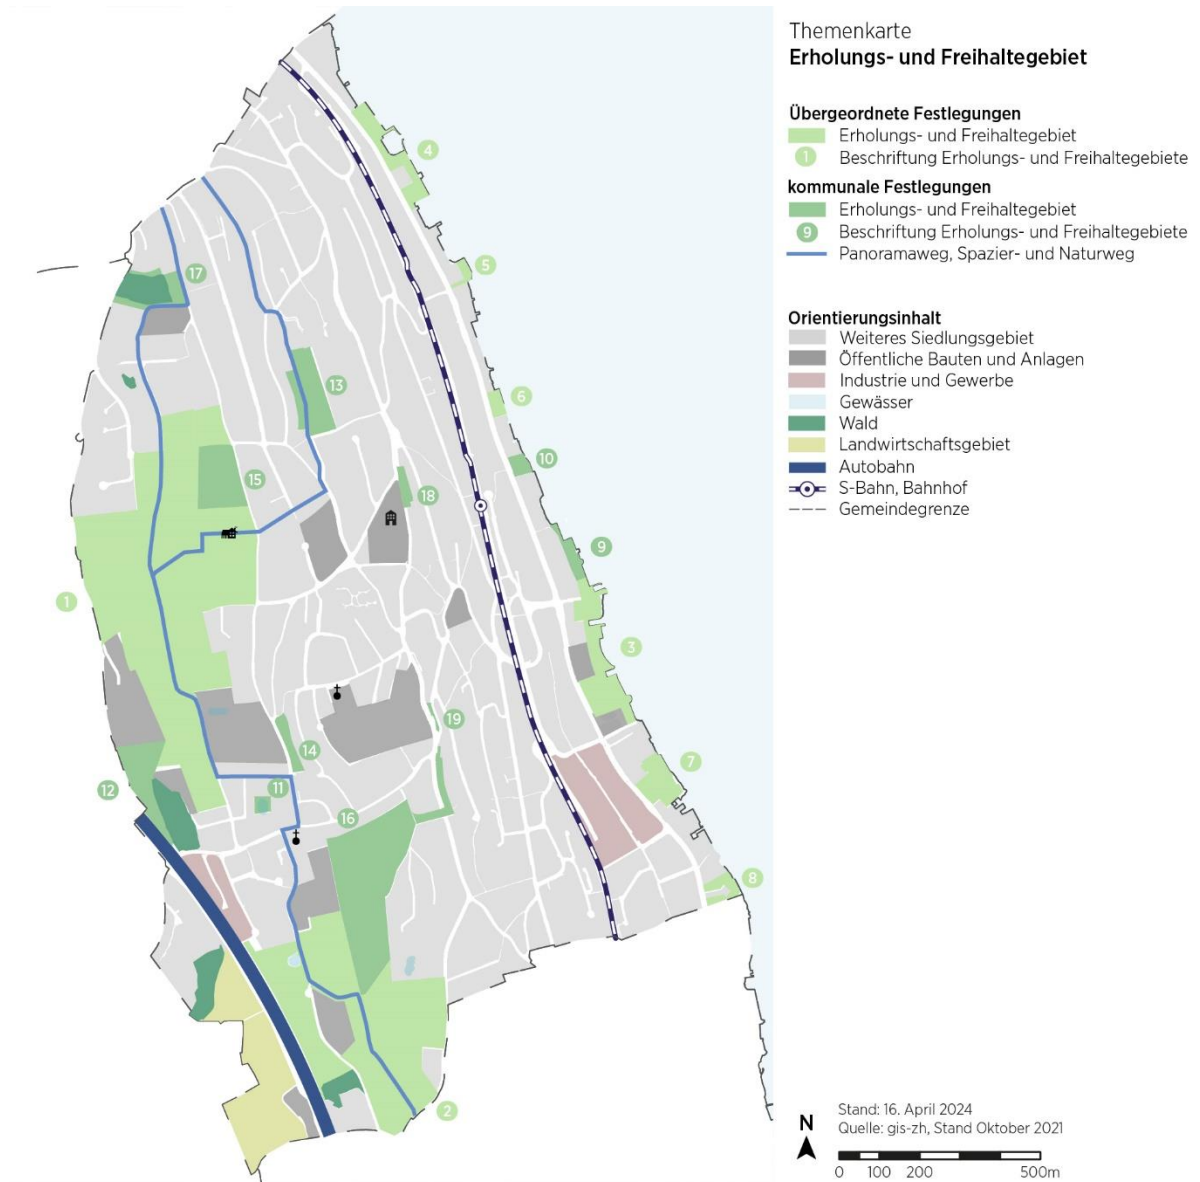 Themenkarte
Erholungs- und Freihaltegebiet
Übergeordnete Festlegungen
Erholungs- und Freihaltegebiet
1 Beschriftung Erholungs- und Freihaltegebiete
kommunale Festlegungen
Erholungs- und Freihaltegebiet
9 Beschriftung Erholungs- und Freihaltegebiete
Panoramaweg, Spazier- und Naturweg
Orientierungsinhalt
Weiteres Siedlungsgebiet
Öffentliche Bauten und Anlagen
Industrie und Gewerbe
Gewässer
Wald
Landwirtschaftsgebiet
Autobahn
S-Bahn, Bahnhof
Gemeindegrenze
4
5
17
13
6
10
15
18
9
1
3
19
14
7
11
12
16
8
2
N
Stand: 16. April 2024
Quelle: gis-zh, Stand Oktober 2021
0 100 200 500m